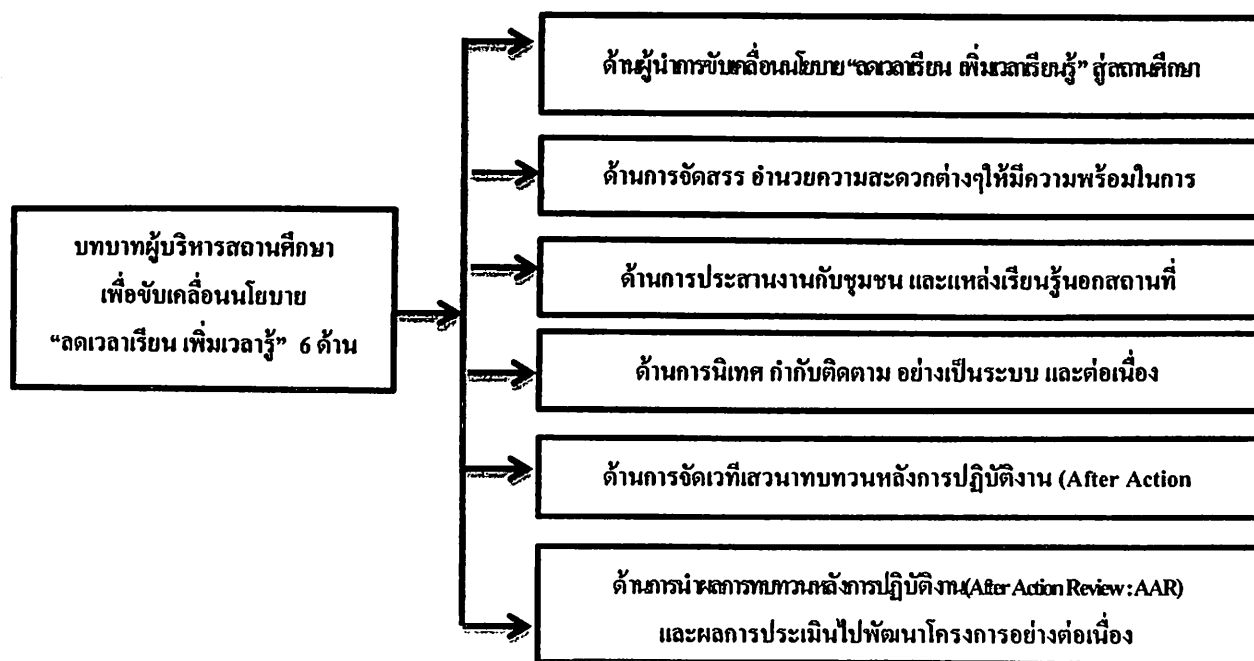 ด้านผู้นำการขับเคลื่อนนโยบาย“ลดเวลาเรียน เพิ่มเวลาเรียนรู้” สู่สถานศึกษา
ด้านการจัดสรร อำนวยความสะดวกต่างๆให้มีความพร้อมในการ
บทบาทผู้บริหารสถานศึกษา
เพื่อขับเคลื่อนนโยบาย
“ลดเวลาเรียน เพิ่มเวลารู้” 6 ด้าน
ด้านการประสานงานกับชุมชน และแหล่งเรียนรู้นอกสถานที่
ด้านการนิเทศ กำกับติดตาม อย่างเป็นระบบ และต่อเนื่อง
ด้านการจัดเวทีเสวนาทบทวนหลังการปฏิบัติงาน (After Action
ด้านการนำผลการทบทวนหลังการปฏิบัติงาน(After Action Review : AAR)
และผลการประเมินไปพัฒนาโครงการอย่างต่อเนื่อง